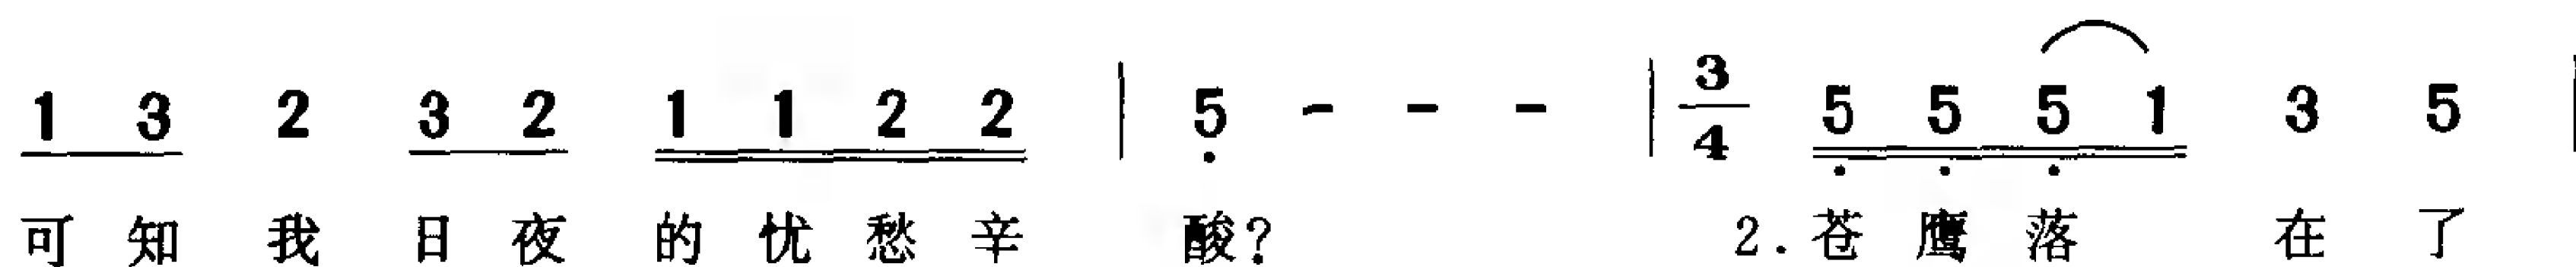 1 3 2 3 2 1 1 2 2 | 5 - - - | 3/4 5 5 5 1 3 5 |
可知我日夜的忧愁辛酸? 2.苍鹰落在了